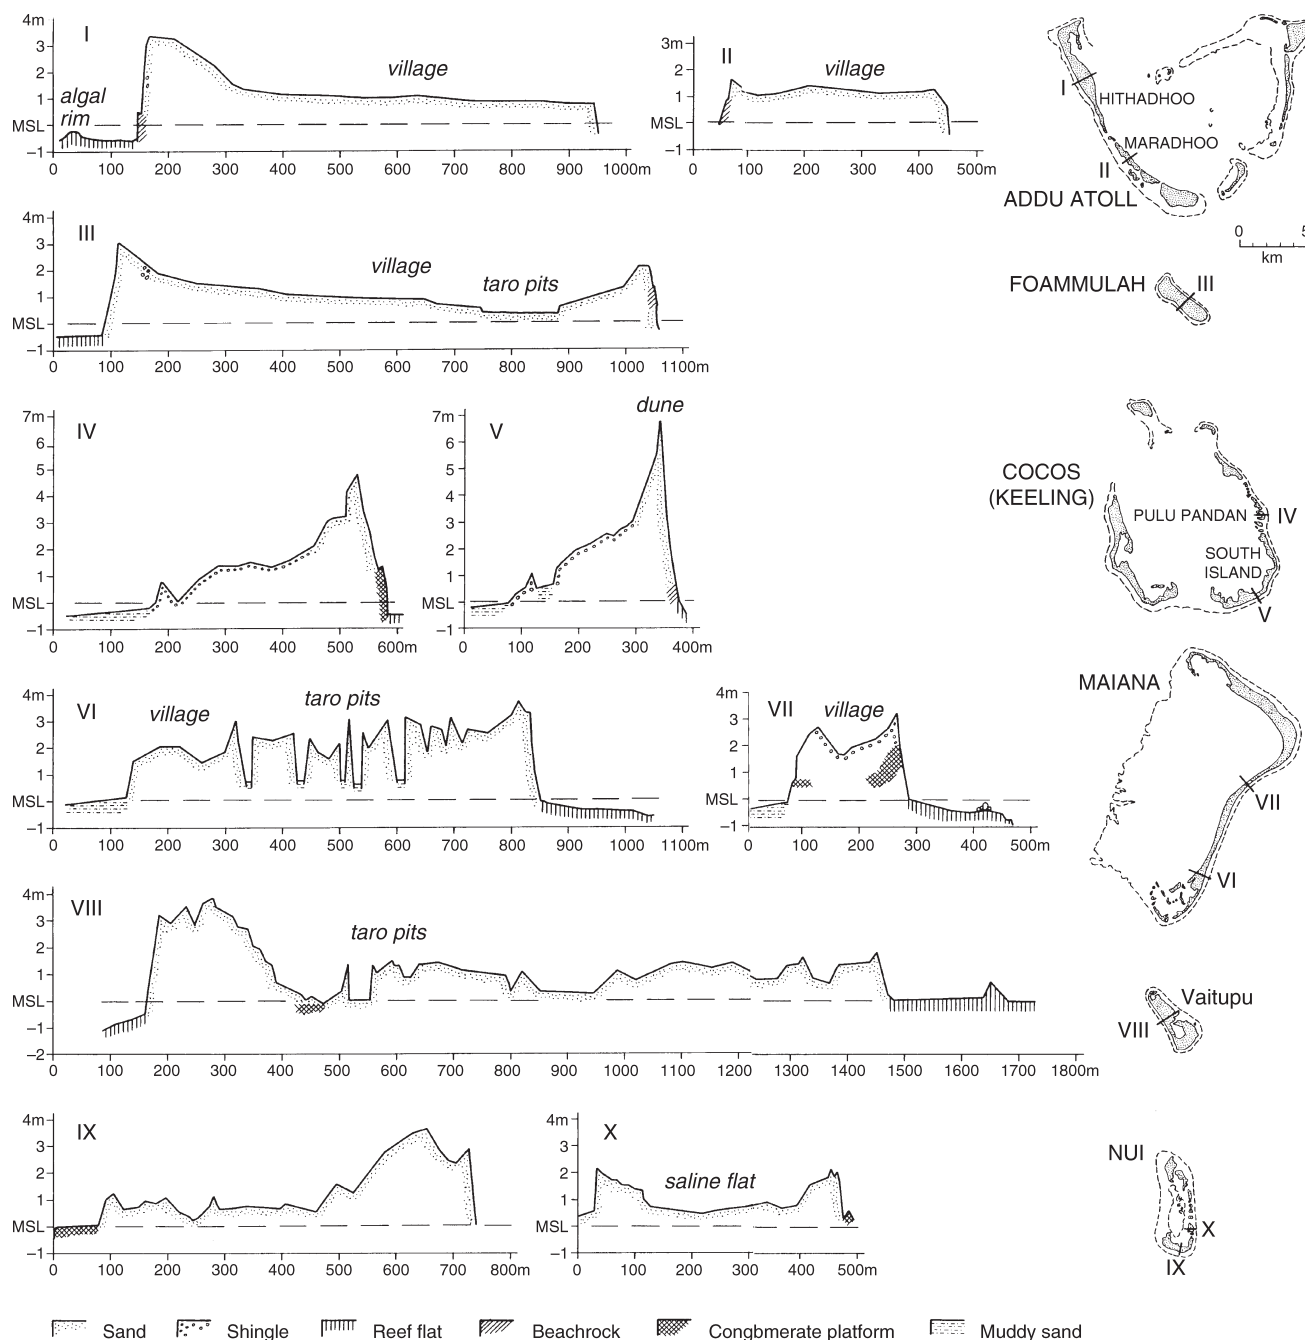 4m
3
2
1
MSL
–1
I
algal
rim
village
0 100 200 300 400 500 600 700 800 900 1000m
3m
2
1
MSL
–1
II
village
0 100 200 300 400 500m
I
HITHADHOO
MARADHOO
II
ADDU ATOLL
0 5
km
4m
3
2
1
MSL
–1
III
village
taro pits
0 100 200 300 400 500 600 700 800 900 1000 1100m
FOAMMULAH
III
7m
6
5
4
3
2
1
MSL
–1
IV
0 100 200 300 400 500 600m
7m
6
5
4
3
2
1
MSL
–1
V
dune
0 100 200 300 400m
COCOS
(KEELING)
PULU PANDAN
IV
SOUTH
ISLAND
V
4m
3
2
1
MSL
–1
VI
village
taro pits
0 100 200 300 400 500 600 700 800 900 1000 1100m
4m
3
2
1
MSL
–1
VII
village
0 100 200 300 400 500m
MAIANA
VII
VI
4m
3
2
1
MSL
–1
–2
VIII
taro pits
0 100 200 300 400 500 600 700 800 900 1000 1100 1200 1300 1400 1500 1600 1700 1800m
Vaitupu
VIII
4m
3
2
1
MSL
–1
IX
0 100 200 300 400 500 600 700 800m
4m
3
2
1
MSL
–1
X
saline flat
0 100 200 300 400 500m
NUI
X
IX
Sand Shingle Reef flat Beachrock Congbmerate platform Muddy sand